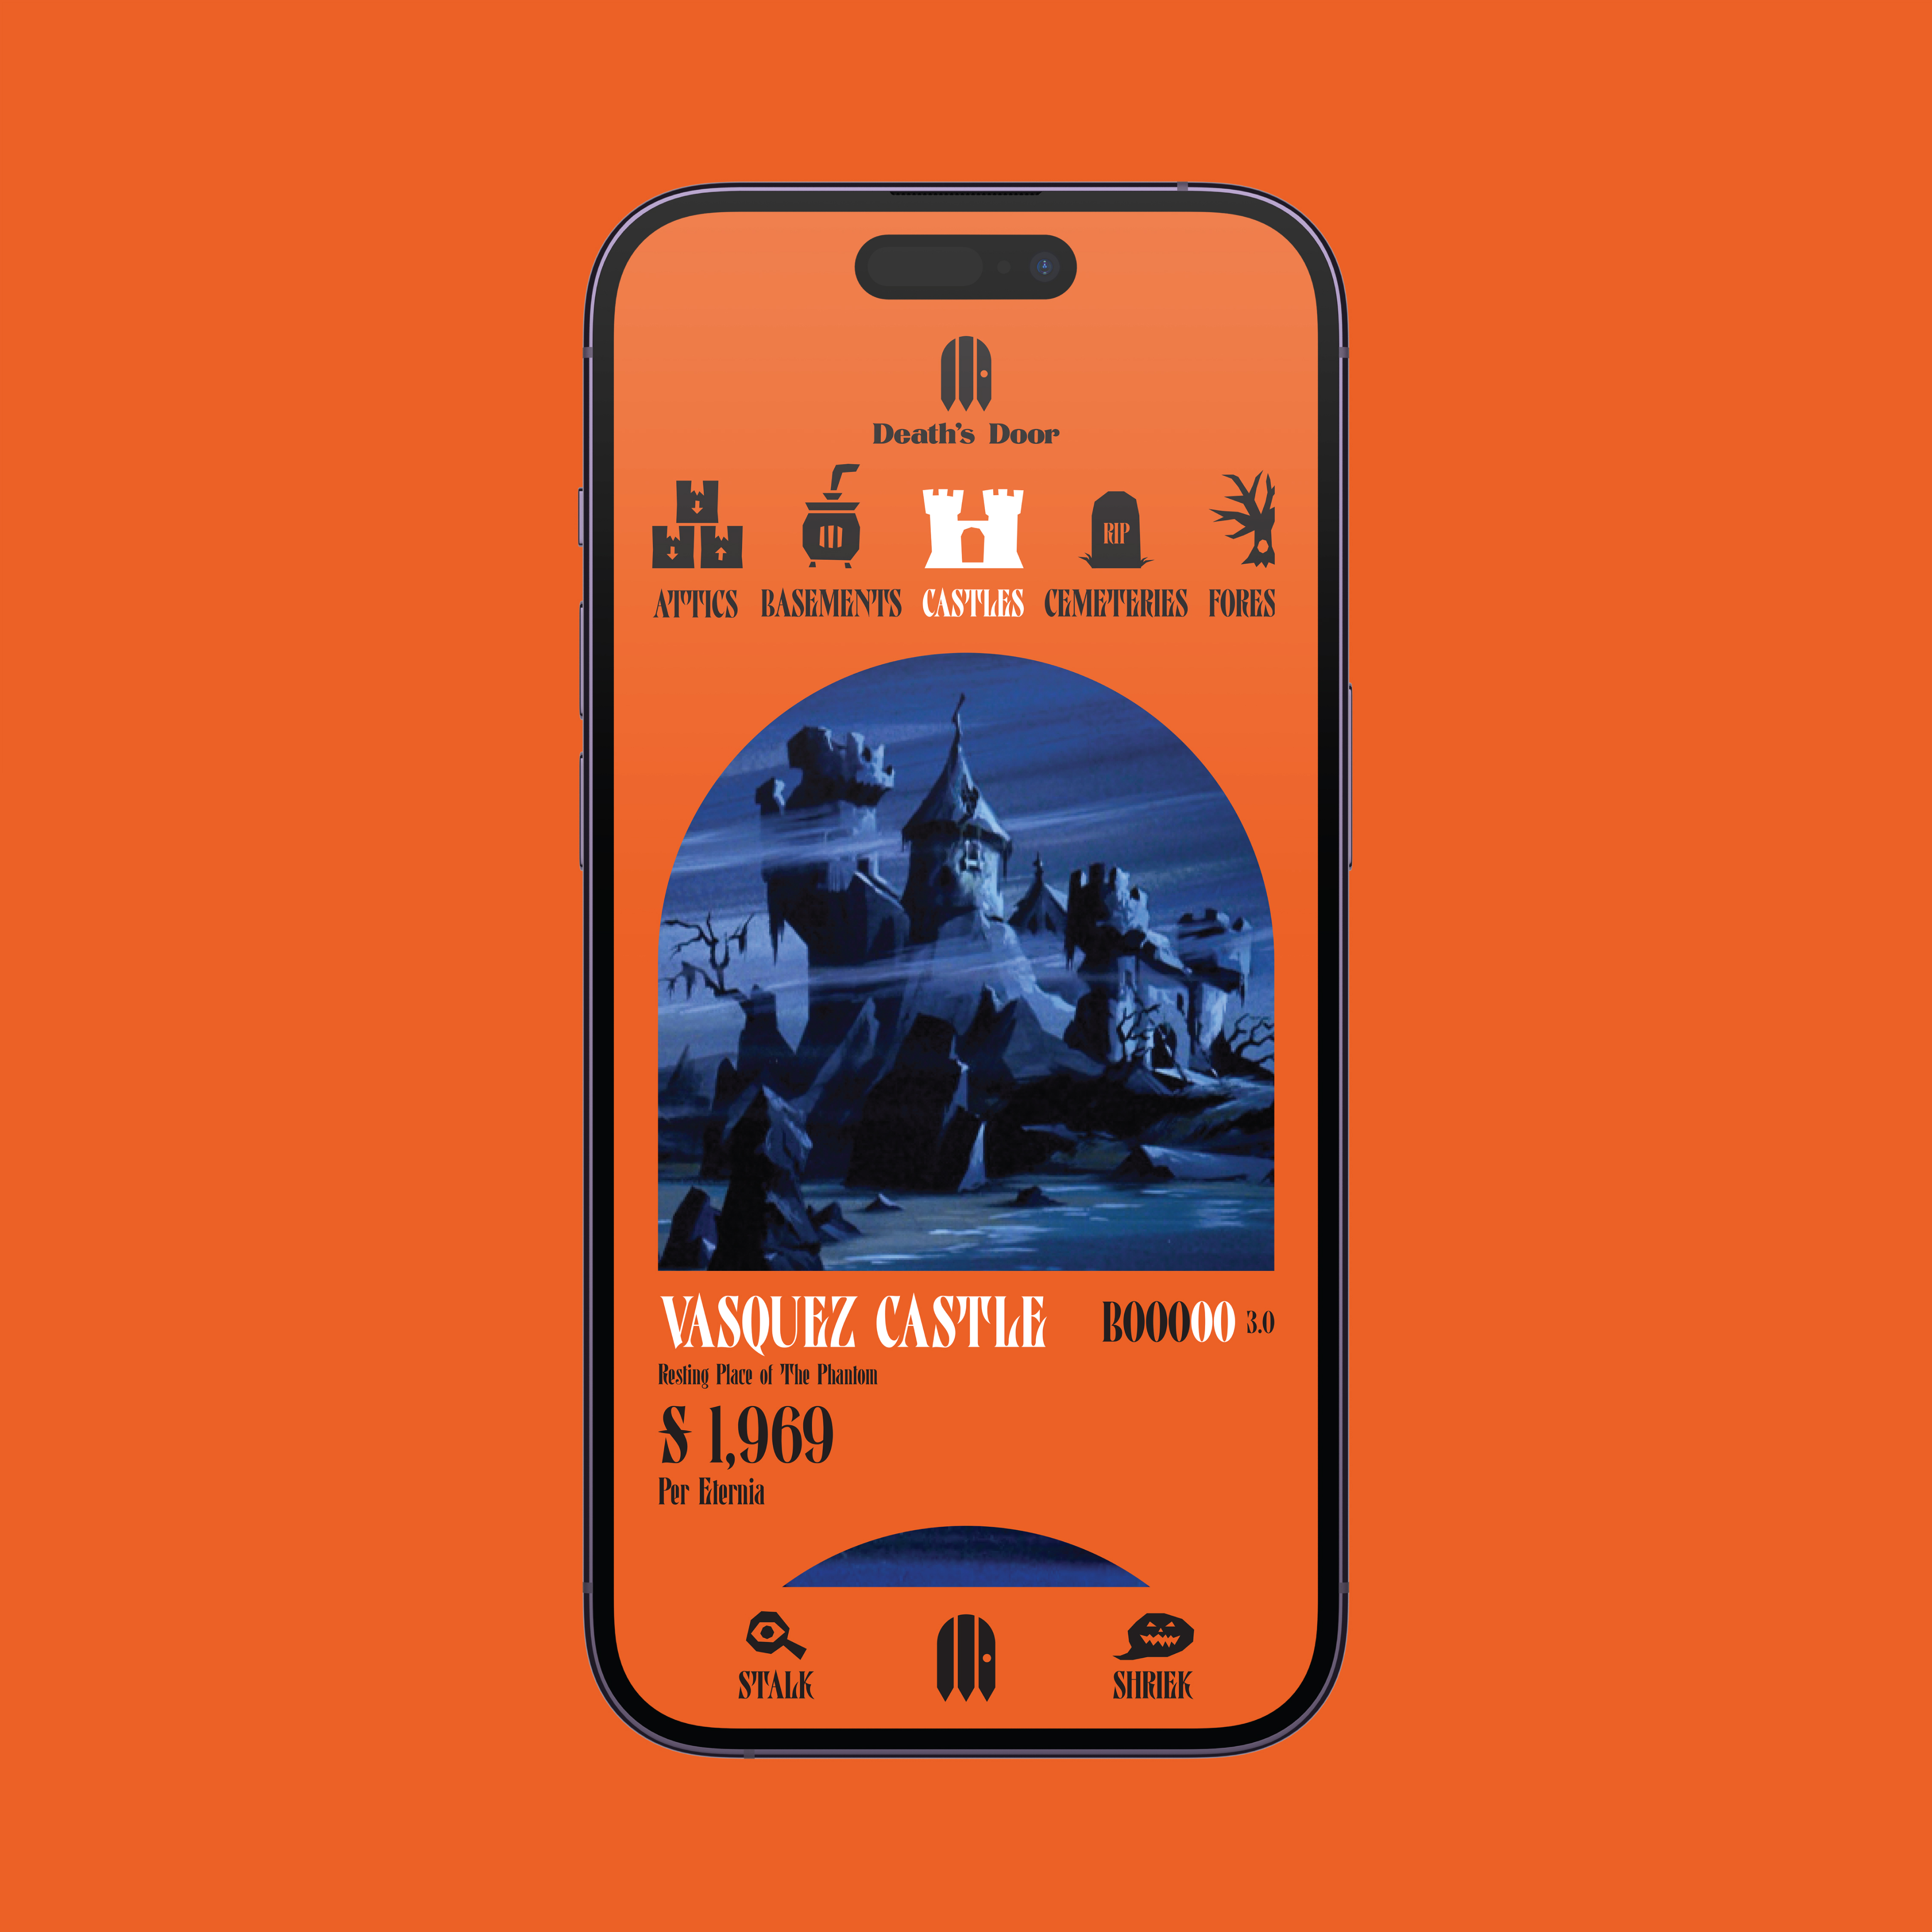 Death's Door
RIP
ATTICS BASEMENTS CASTLES CEMETERIES FORES
VASQUEZ CASTLE BOOOOO 3.0
Resting Place of The Phantom
$ 1,969
Per Eternia
STALK SHRIEK